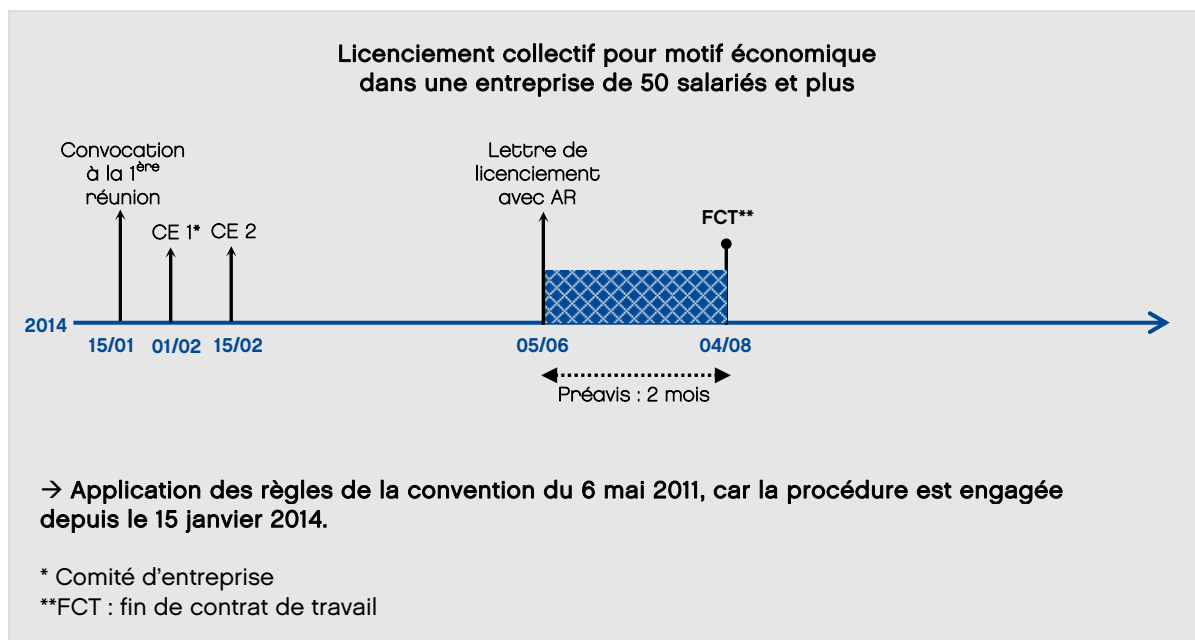 Licenciement collectif pour motif économique
dans une entreprise de 50 salariés et plus
Convocation
à la 1ère
réunion
CE 1*
CE 2
Lettre de
licenciement
avec AR
FCT**
2014
15/01
01/02
15/02
05/06
04/08
Préavis : 2 mois
→ Application des règles de la convention du 6 mai 2011, car la procédure est engagée
depuis le 15 janvier 2014.
* Comité d’entreprise
**FCT : fin de contrat de travail